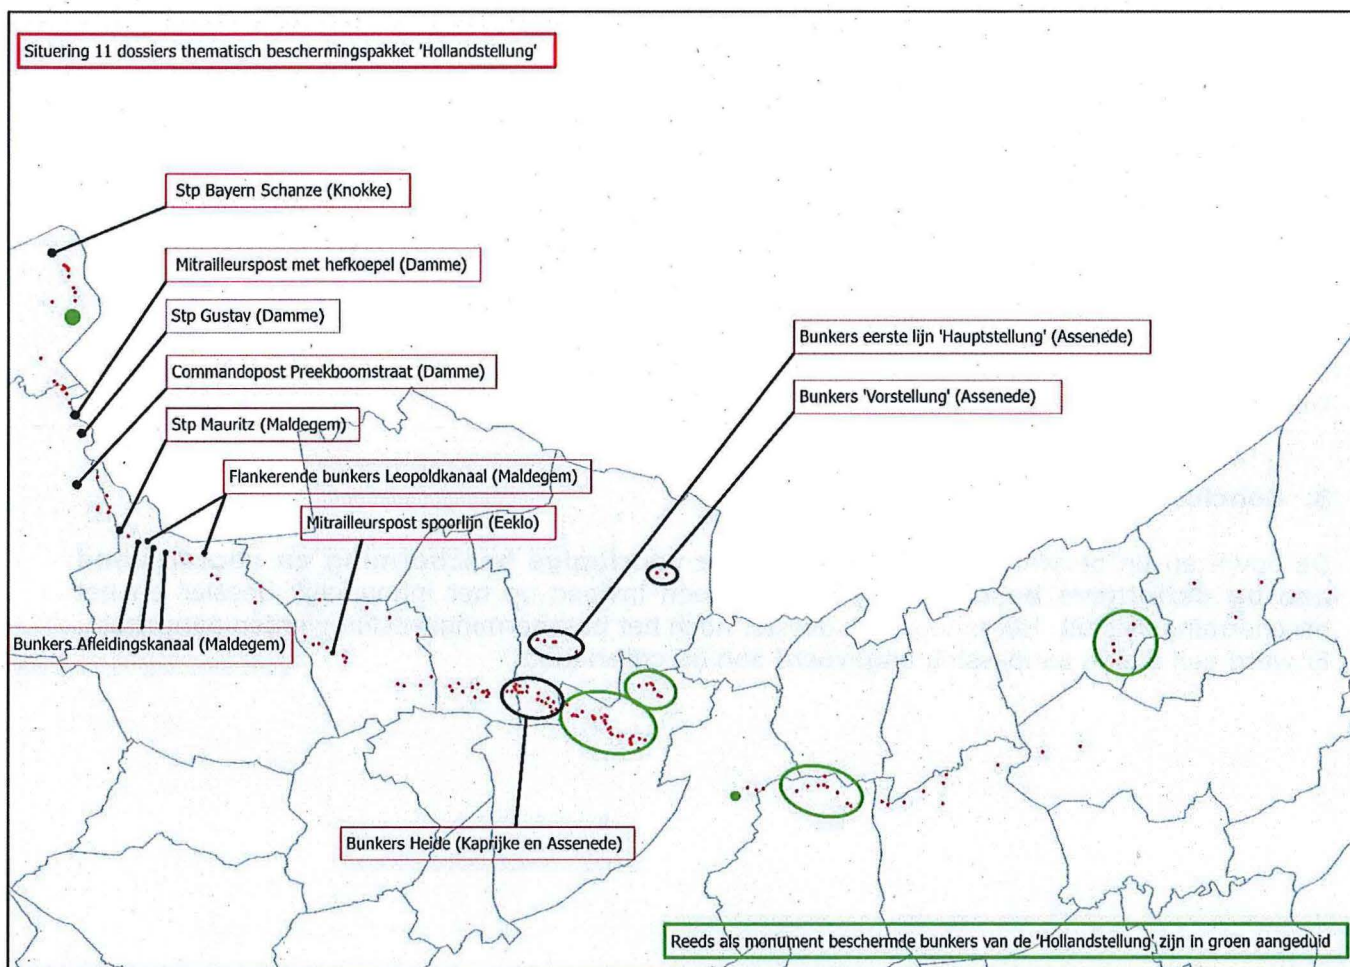 Situering 11 dossiers thematisch beschermingspakket 'Hollandstellung'
Stp Bayern Schanze (Knokke)
Mitrailleurspost met hefkoepel (Damme)
Stp Gustav (Damme)
Bunkers eerste lijn 'Hauptstellung' (Assenede)
Commandopost Preekboomstraat (Damme)
Bunkers 'Vorstellung' (Assenede)
Stp Mauritz (Maldegem)
Flankerende bunkers Leopoldkanaal (Maldegem)
Mitrailleurspost spoorlijn (Eeklo)
Bunkers Afleidingskanaal (Maldegem)
Bunkers Heide (Kaprijke en Assenede)
Reeds als monument beschermde bunkers van de 'Hollandstellung' zijn in groen aangeduid